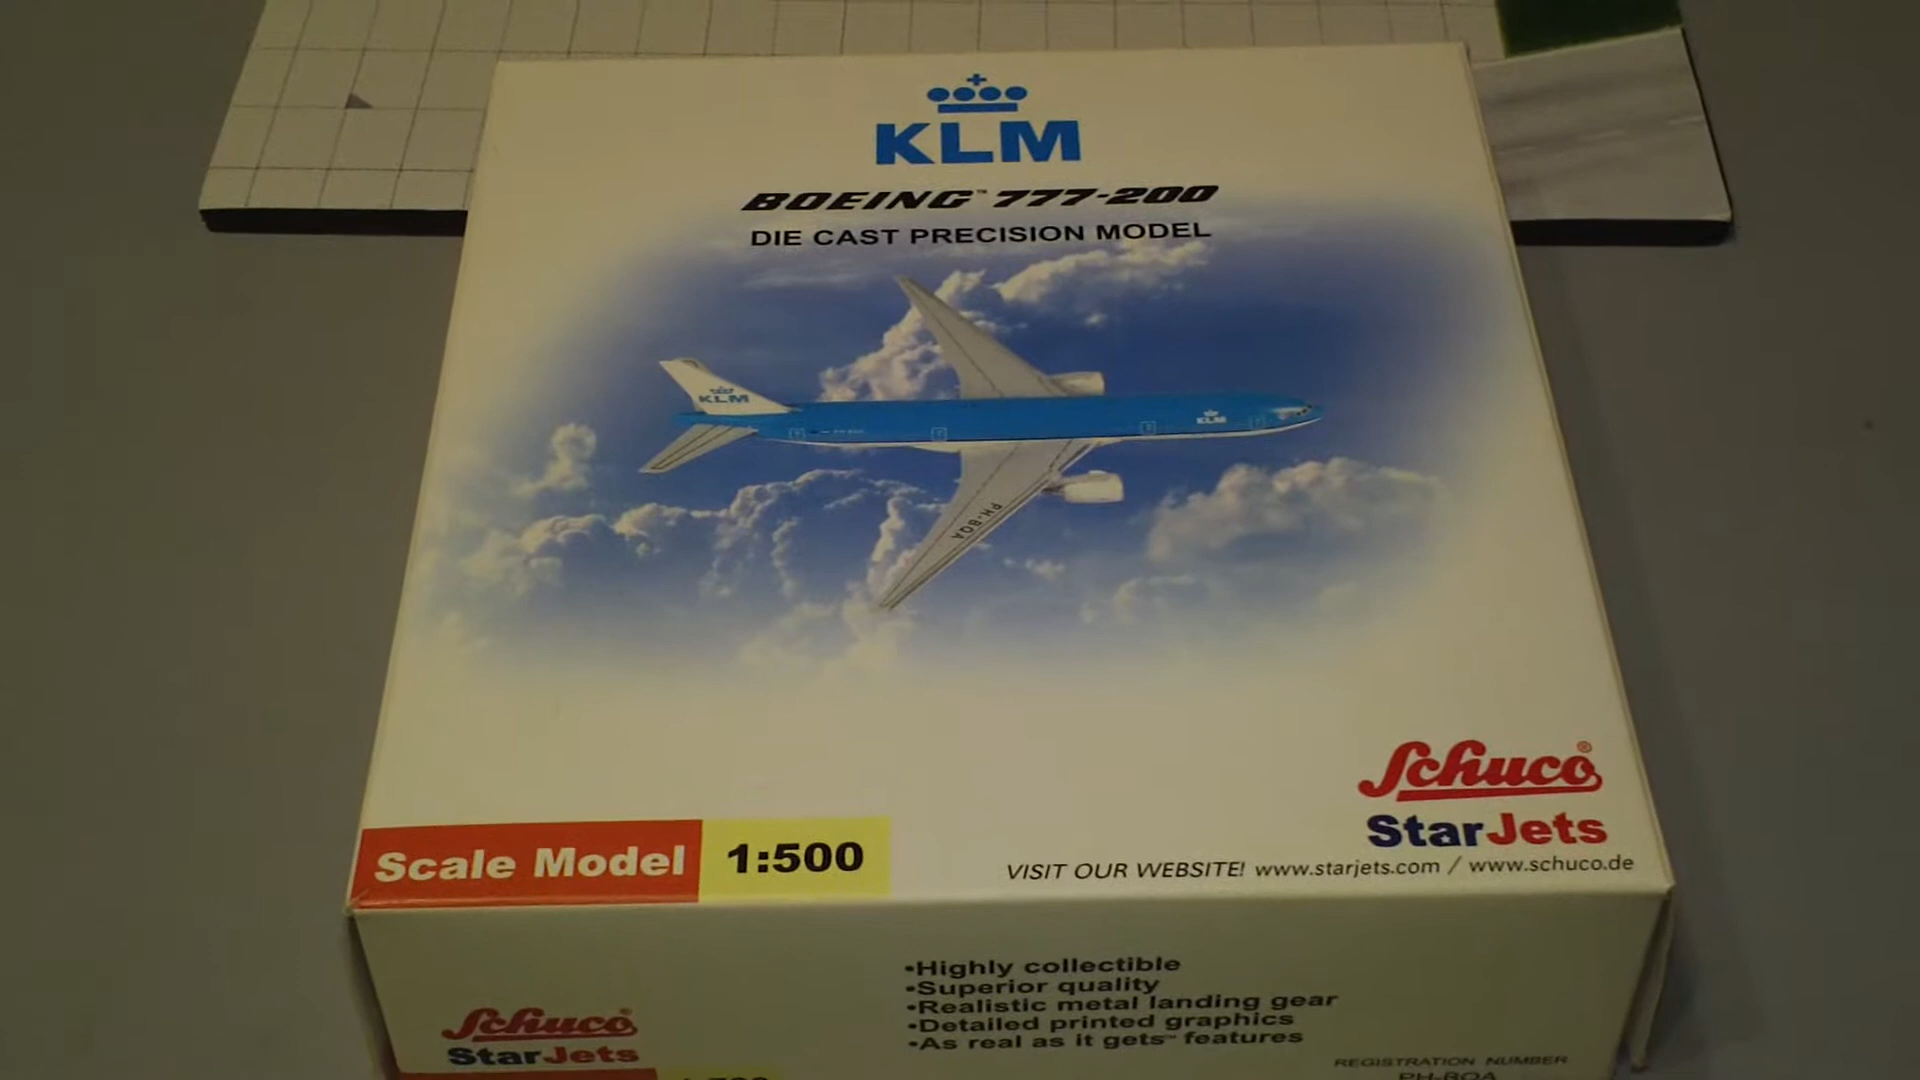 KLM
BOEING™ 777-200
DIE CAST PRECISION MODEL
KLM
KLM
PH-BQA
Schuco®
StarJets
Scale Model 1:500
VISIT OUR WEBSITE! www.starjets.com / www.schuco.de
•Highly collectible
•Superior quality
•Realistic metal landing gear
•Detailed printed graphics
•As real as it gets™ features
Schuco®
StarJets
REGISTRATION NUMBER
PH-BQA